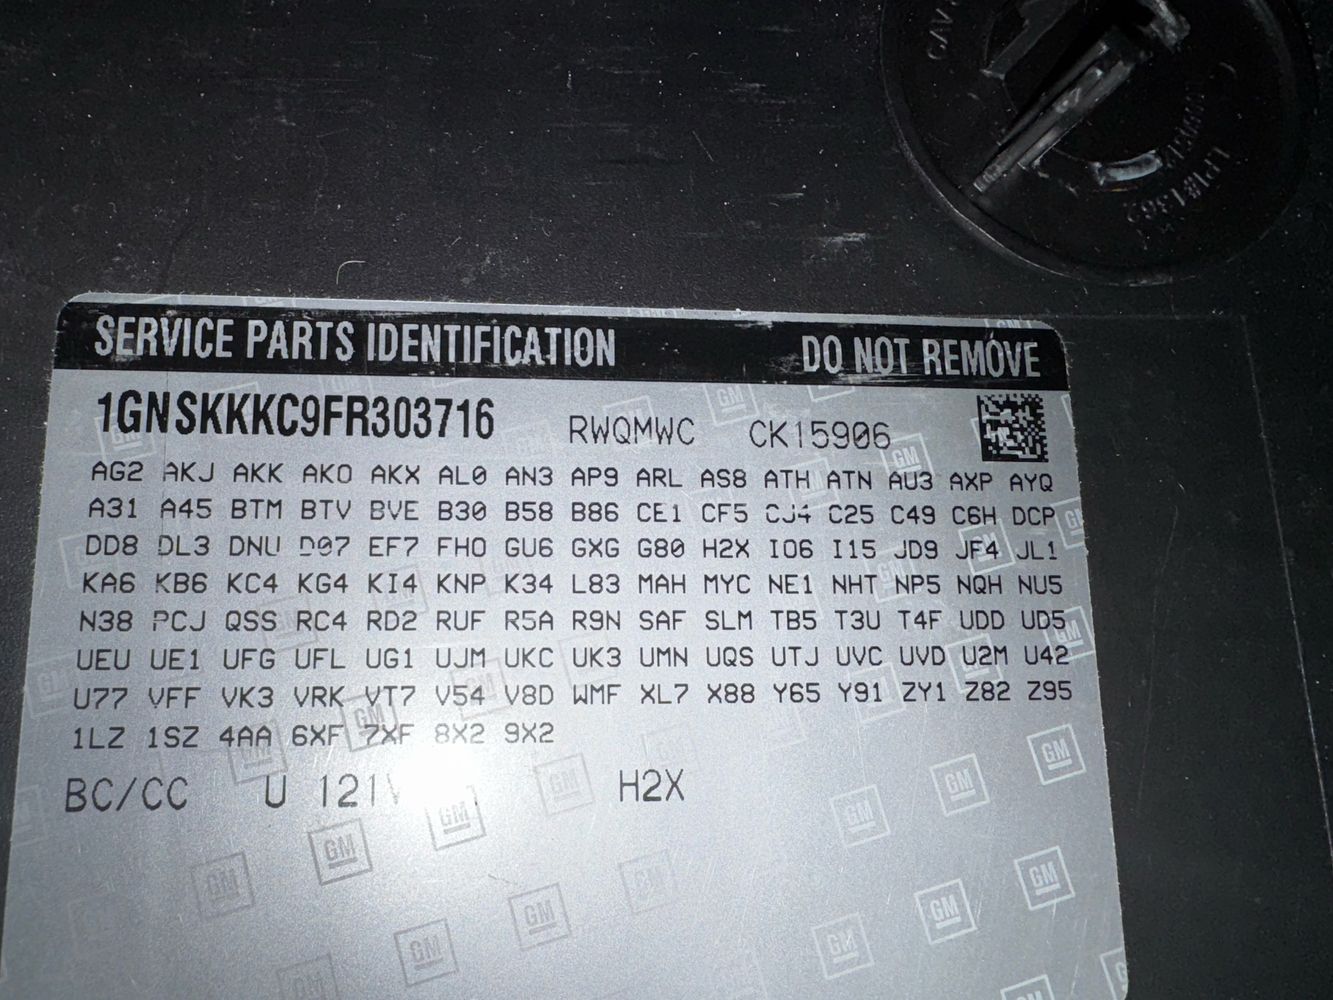 SERVICE PARTS IDENTIFICATION DO NOT REMOVE
1GNSKKKC9FR303716 RWQMWC CK15906
AG2 AKJ AKK AKO AKX AL0 AN3 AP9 ARL AS8 ATH ATN AU3 AXP AYQ
A31 A45 BTM BTV BVE B30 B58 B86 CE1 CF5 CJ4 C25 C49 C6H DCP
DD8 DL3 DNU D07 EF7 FHO GU6 GXG G80 H2X I06 I15 JD9 JF4 JL1
KA6 KB6 KC4 KG4 KI4 KNP K34 L83 MAH MYC NE1 NHT NP5 NQH NU5
N38 PCJ QSS RC4 RD2 RUF R5A R9N SAF SLM TB5 T3U T4F UDD UD5
UEU UE1 UFG UFL UG1 UJM UKC UK3 UMN UQS UTJ UVC UVD U2M U42
U77 VFF VK3 VRK VT7 V54 V8D WMF XL7 X88 Y65 Y91 ZY1 Z82 Z95
1LZ 1SZ 4AA 6XF 7XF 8X2 9X2
BC/CC U H2X
GM